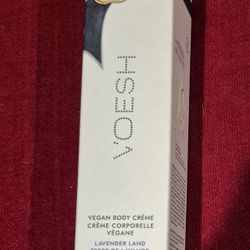 VOESH
VEGAN BODY CRÈME
CRÈME CORPORELLE
VÉGANE
LAVENDER LAND